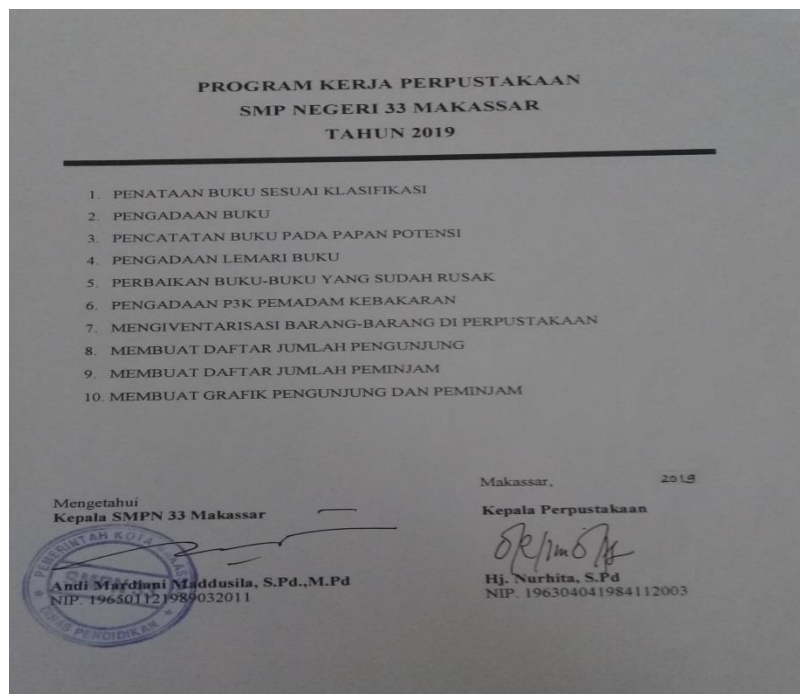 PROGRAM KERJA PERPUSTAKAAN
SMP NEGERI 33 MAKASSAR
TAHUN 2019
1. PENATAAN BUKU SESUAI KLASIFIKASI
2. PENGADAAN BUKU
3. PENCATATAN BUKU PADA PAPAN POTENSI
4. PENGADAAN LEMARI BUKU
5. PERBAIKAN BUKU-BUKU YANG SUDAH RUSAK
6. PENGADAAN P3K PEMADAM KEBAKARAN
7. MENGIVENTARISASI BARANG-BARANG DI PERPUSTAKAAN
8. MEMBUAT DAFTAR JUMLAH PENGUNJUNG
9. MEMBUAT DAFTAR JUMLAH PEMINJAM
10. MEMBUAT GRAFIK PENGUNJUNG DAN PEMINJAM
Makassar, 2019
Mengetahui
Kepala SMPN 33 Makassar
Kepala Perpustakaan
PEMERINTAH KOTA
Andi Mardiani Maddusila, S.Pd.,M.Pd
NIP. 196501121989032011
Hj. Nurhita, S.Pd
NIP. 196304041984112003
PENDIDIKAN